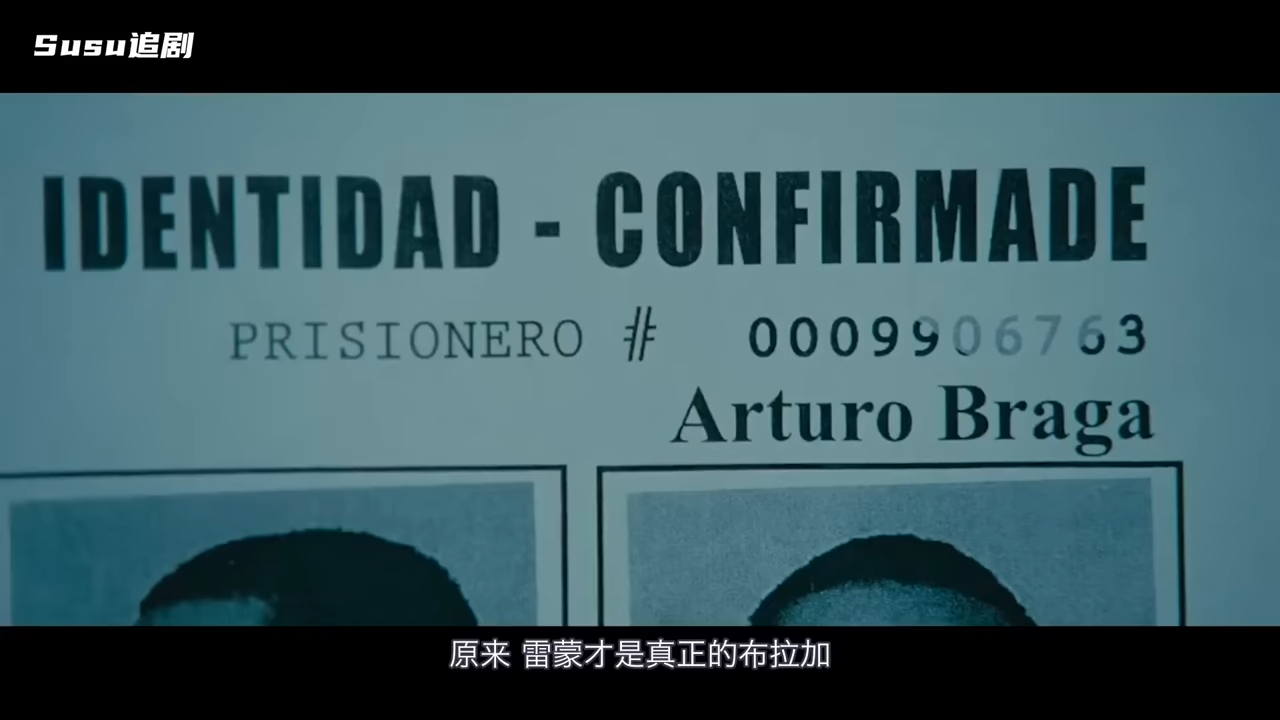 Susu追剧
IDENTIDAD - CONFIRMADE
PRISIONERO # 0009906763
Arturo Braga
原来 雷蒙才是真正的布拉加